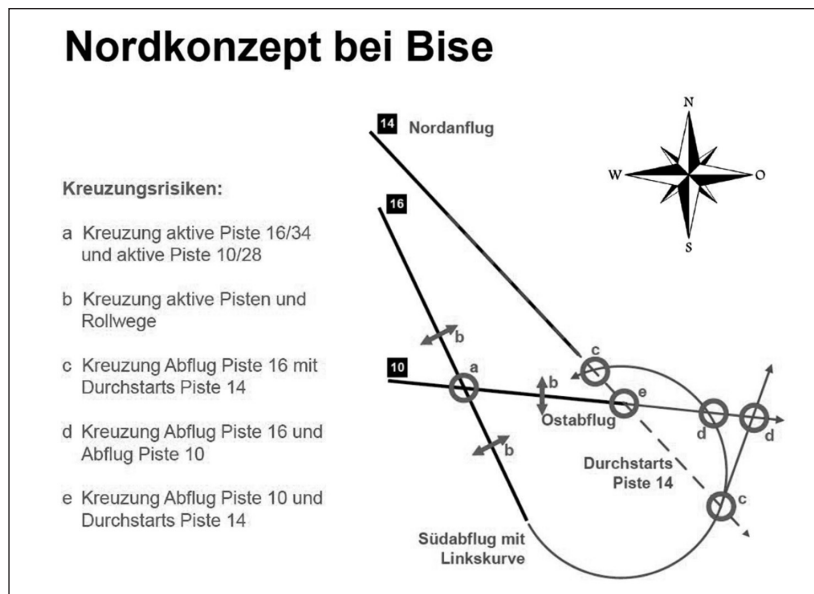 Nordkonzept bei Bise
Kreuzungsrisiken:
a Kreuzung aktive Piste 16/34
und aktive Piste 10/28
b Kreuzung aktive Pisten und
Rollwege
c Kreuzung Abflug Piste 16 mit
Durchstarts Piste 14
d Kreuzung Abflug Piste 16 und
Abflug Piste 10
e Kreuzung Abflug Piste 10 und
Durchstarts Piste 14
14 Nordanflug
16
10
N
W
O
S
b
a
b
c
e
Ostabflug
d
d
b
Durchstarts
Piste 14
c
Südabflug mit
Linkskurve